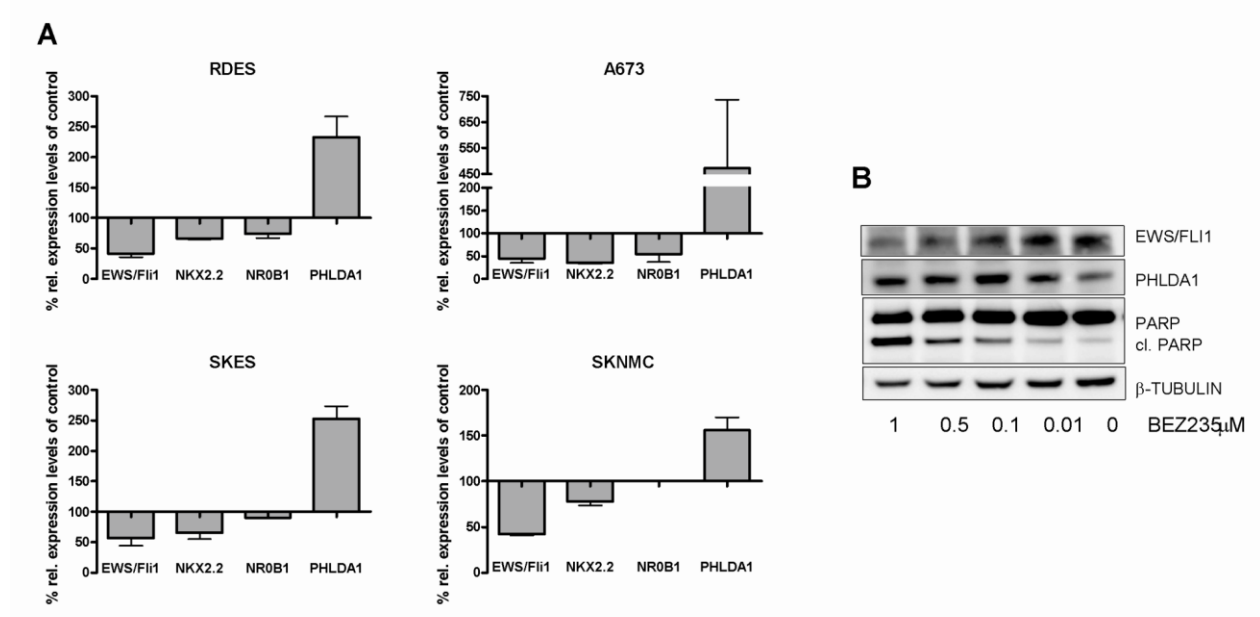 A
RDES
% rel. expression levels of control
300
250
200
150
100
50
0
EWS/Fli1 NKX2.2 NR0B1 PHLDA1
A673
% rel. expression levels of control
750
650
550
450
200
150
100
50
0
EWS/Fli1 NKX2.2 NR0B1 PHLDA1
SKES
% rel. expression levels of control
300
250
200
150
100
50
0
EWS/Fli1 NKX2.2 NR0B1 PHLDA1
SKNMC
% rel. expression levels of control
200
150
100
50
0
EWS/Fli1 NKX2.2 NR0B1 PHLDA1
B
EWS/FLI1
PHLDA1
PARP
cl. PARP
β-TUBULIN
1 0.5 0.1 0.01 0 BEZ235μM